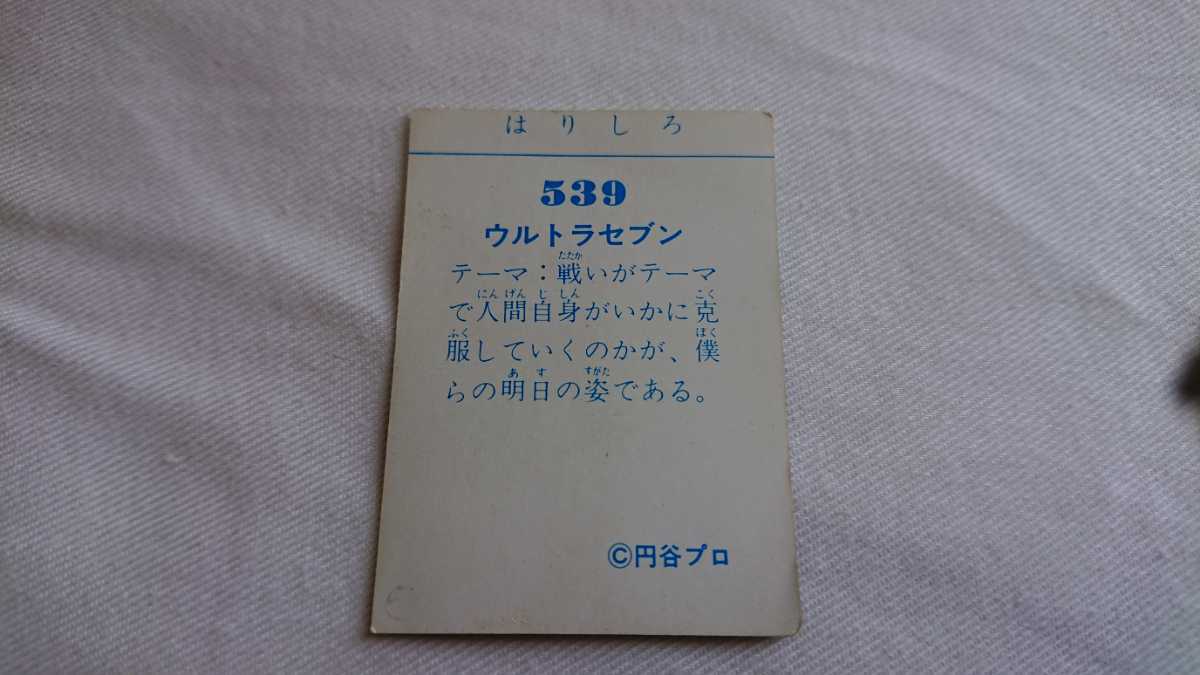 はりしろ
539
ウルトラセブン
テーマ：戦いがテーマ
で人間自身がいかに克
服していくのかが、僕
らの明日の姿である。
©円谷プロ